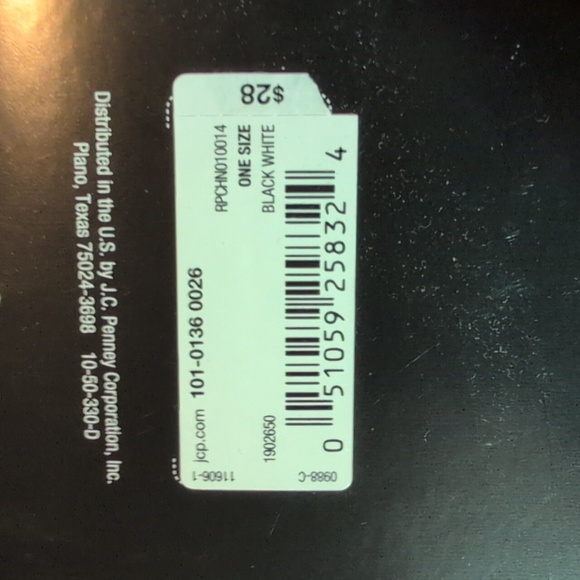 Distributed in the U.S. by J.C. Penney Corporation, Inc.
Plano, Texas 75024-3698 10-50-330-D
$28
jcp.com 101-0136 0026
RPCHN010014
ONE SIZE
1902650 BLACK WHITE
0 51059 25832 4
11606-1
0988-C